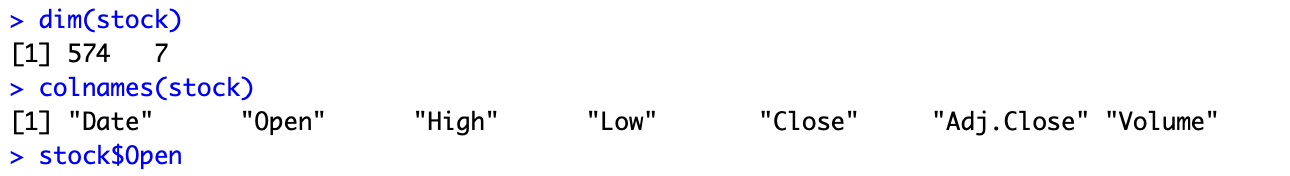 > dim(stock)
[1] 574   7
> colnames(stock)
[1] "Date"      "Open"      "High"      "Low"       "Close"     "Adj.Close" "Volume"
> stock$Open